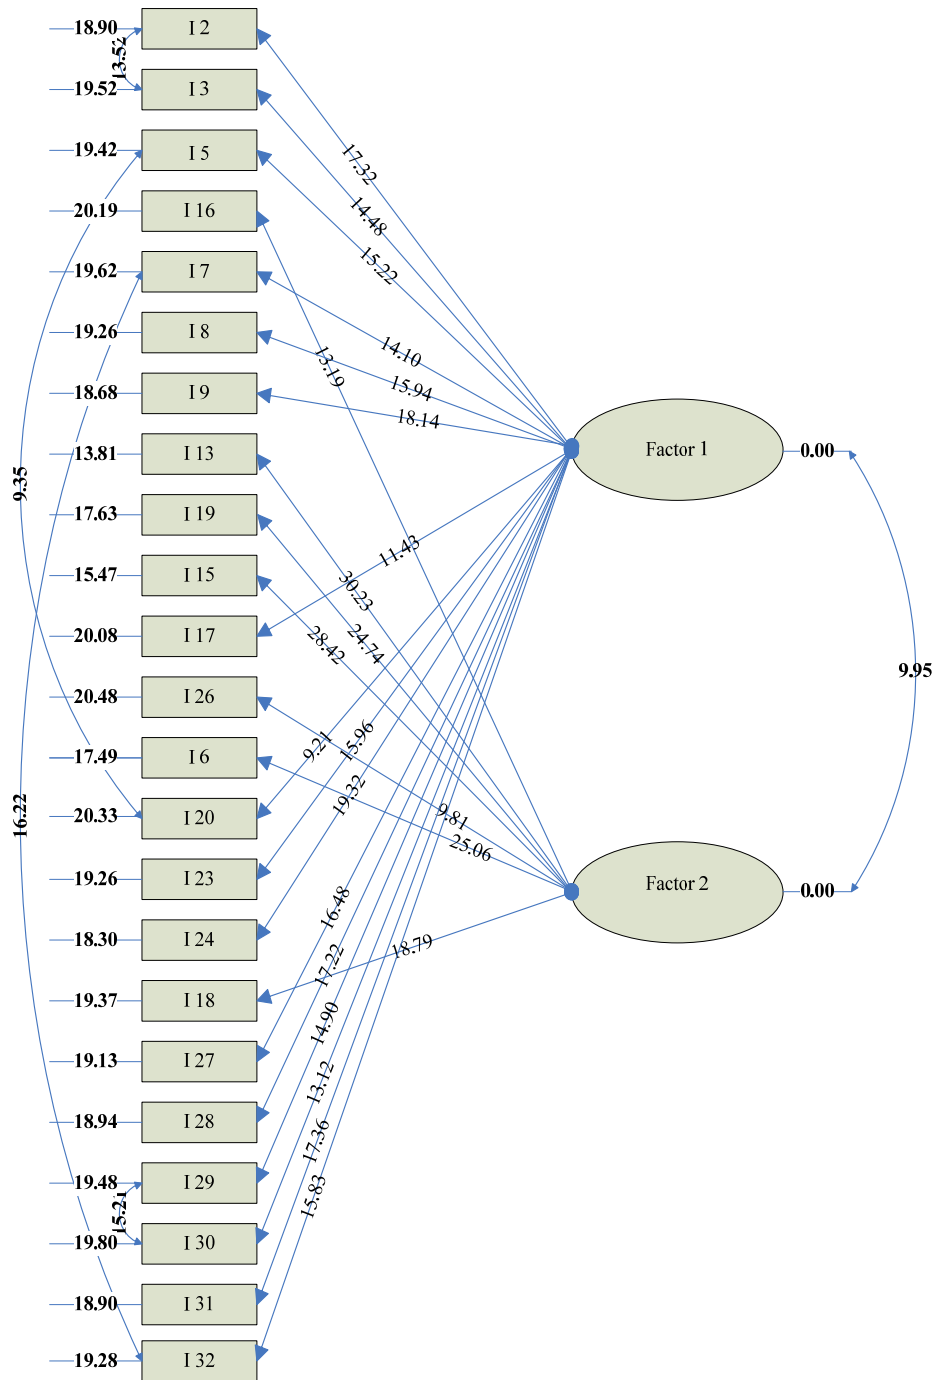 18.90 I 2
13.52
19.52 I 3
19.42 I 5
17.32
20.19 I 16
14.48
15.22
19.62 I 7
19.26 I 8
14.10
13.19
15.94
18.68 I 9
18.14
13.81 I 13
Factor 1
0.00
9.35
17.63 I 19
11.43
15.47 I 15
30.23
20.08 I 17
28.42
24.74
9.95
20.48 I 26
9.21
15.96
17.49 I 6
19.32
16.22
20.33 I 20
9.81
25.06
19.26 I 23
Factor 2
0.00
16.48
18.30 I 24
18.79
17.22
19.37 I 18
14.90
19.13 I 27
13.12
18.94 I 28
17.36
19.48 I 29
15.83
15.21
19.80 I 30
18.90 I 31
19.28 I 32